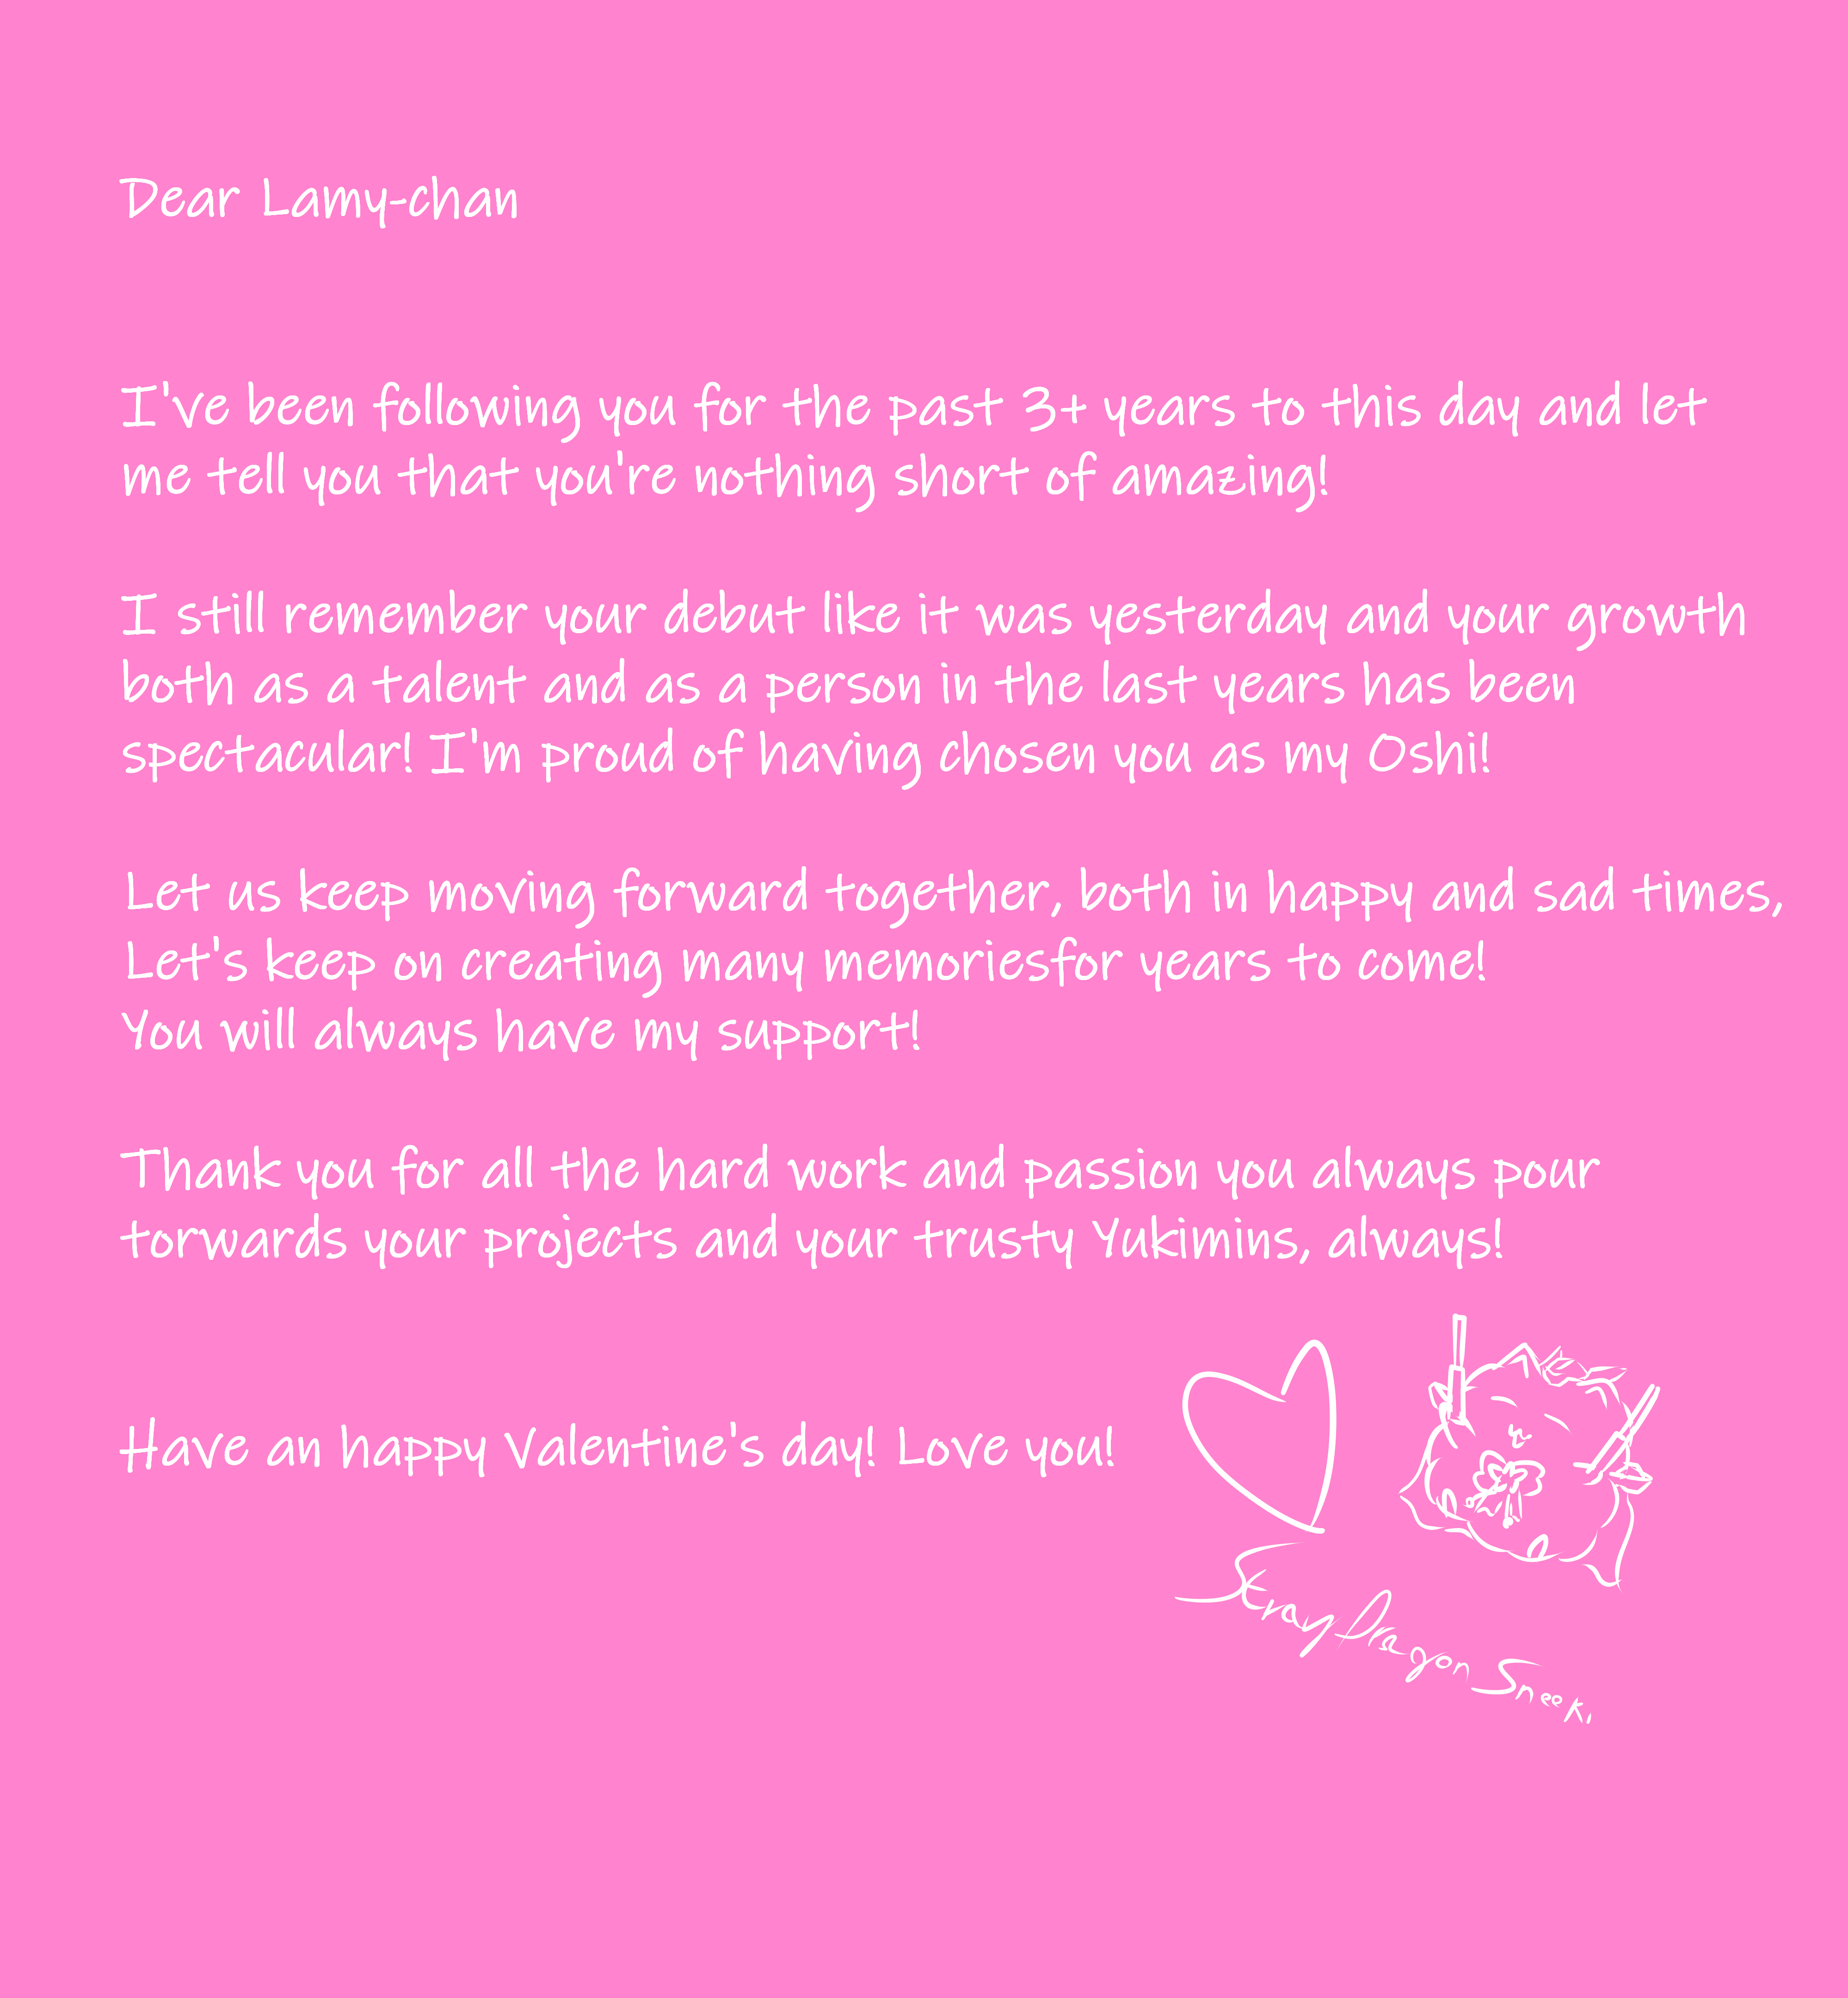 Dear Lamy-chan
I've been following you for the past 3+ years to this day and let
me tell you that you're nothing short of amazing!
I still remember your debut like it was yesterday and your growth
both as a talent and as a person in the last years has been
spectacular! I'm proud of having chosen you as my Oshi!
Let us keep moving forward together, both in happy and sad times,
Let's keep on creating many memoriesfor years to come!
You will always have my support!
Thank you for all the hard work and passion you always pour
torwards your projects and your trusty Yukimins, always!
Have an happy Valentine's day! Love you!
XrayDragon Sneek.